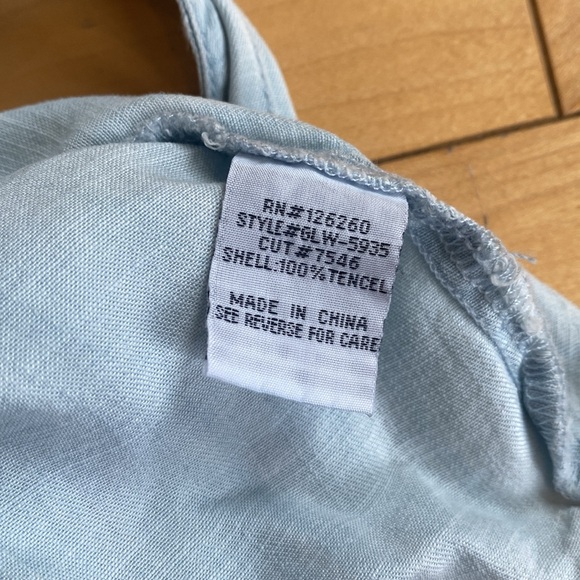 RN#126260
STYLE#GLW-5935
CUT#7546
SHELL:100%TENCEL
MADE IN CHINA
SEE REVERSE FOR CARE